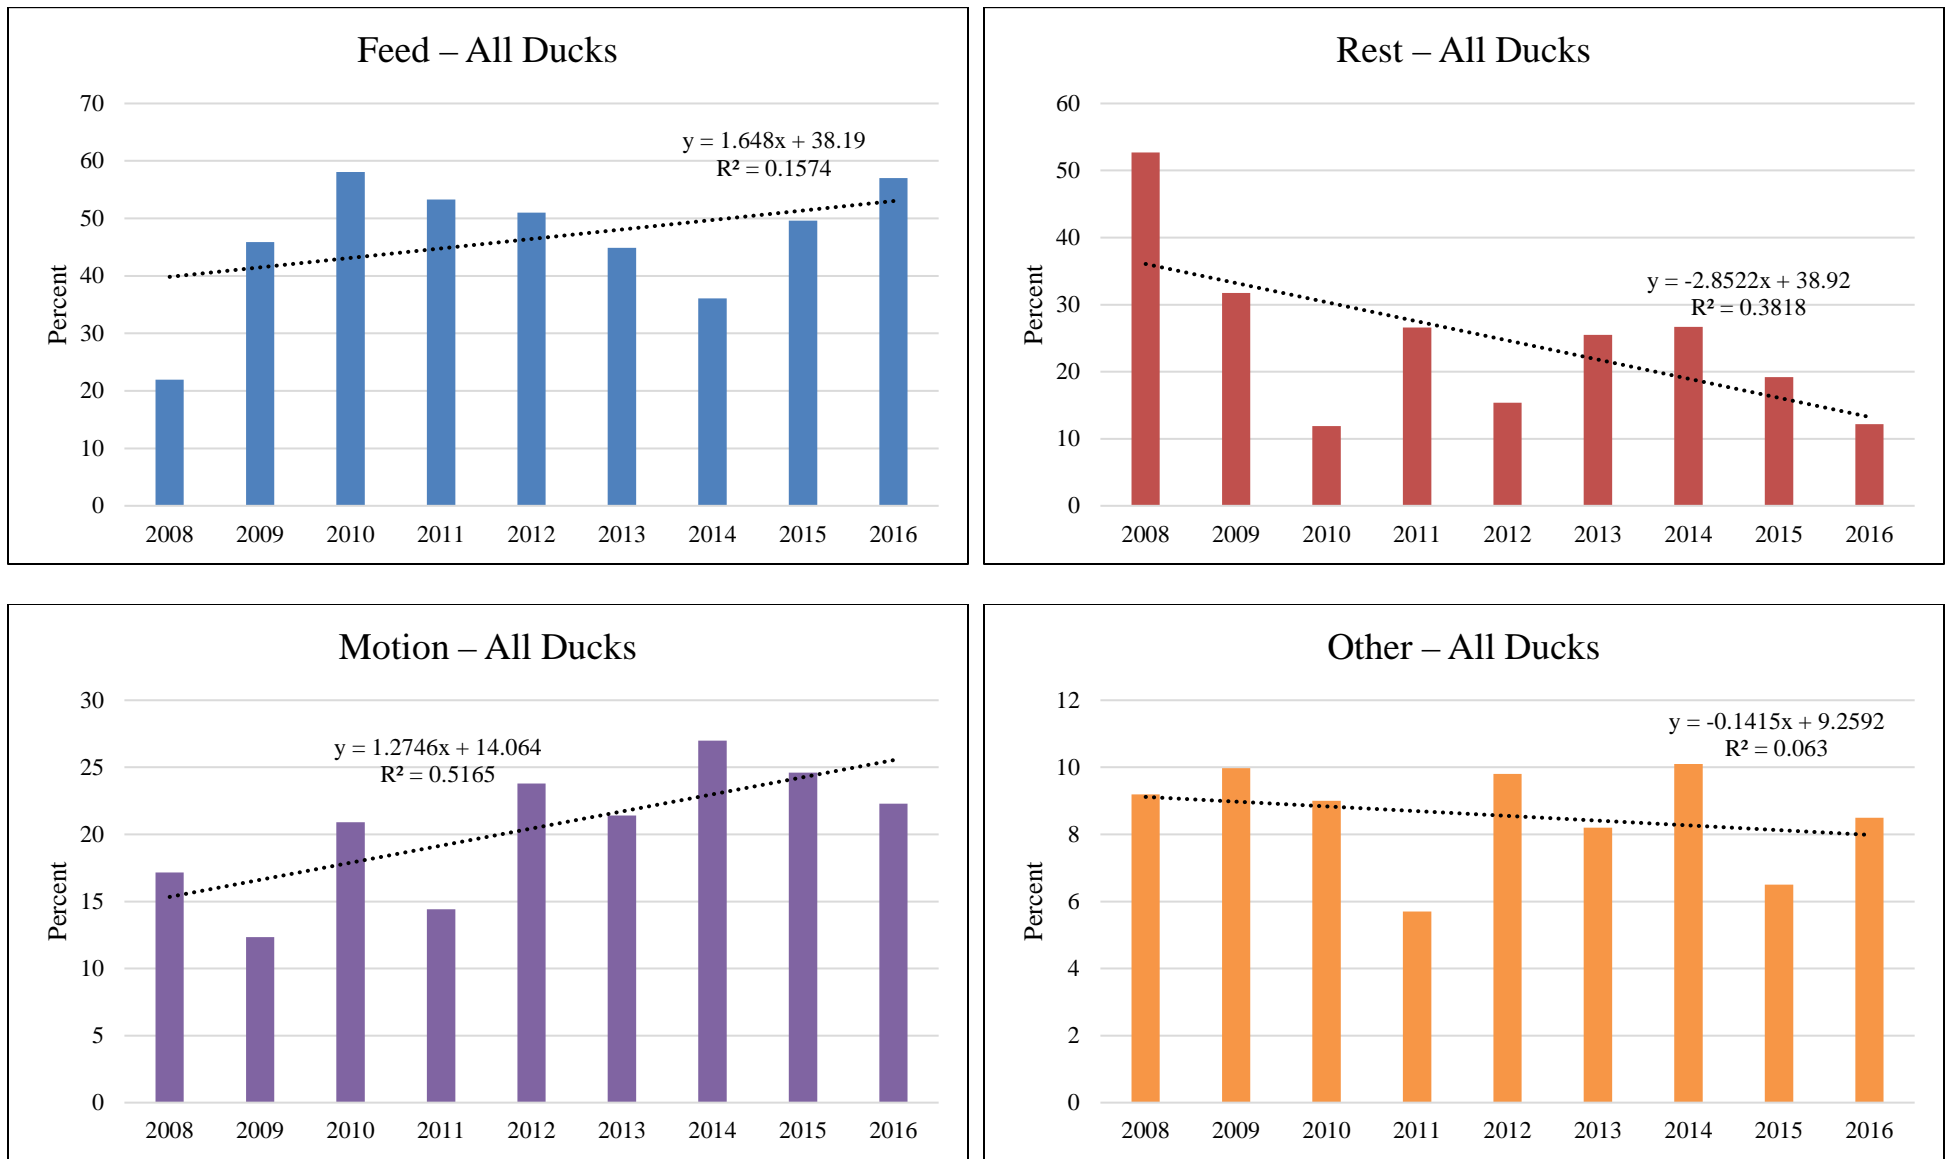 Feed – All Ducks
70
60
50
40
30
20
10
0
Percent
y = 1.648x + 38.19
R² = 0.1574
2008 2009 2010 2011 2012 2013 2014 2015 2016
Rest – All Ducks
60
50
40
30
20
10
0
Percent
y = -2.8522x + 38.92
R² = 0.3818
2008 2009 2010 2011 2012 2013 2014 2015 2016
Motion – All Ducks
30
25
20
15
10
5
0
Percent
y = 1.2746x + 14.064
R² = 0.5165
2008 2009 2010 2011 2012 2013 2014 2015 2016
Other – All Ducks
12
10
8
6
4
2
0
Percent
y = -0.1415x + 9.2592
R² = 0.063
2008 2009 2010 2011 2012 2013 2014 2015 2016